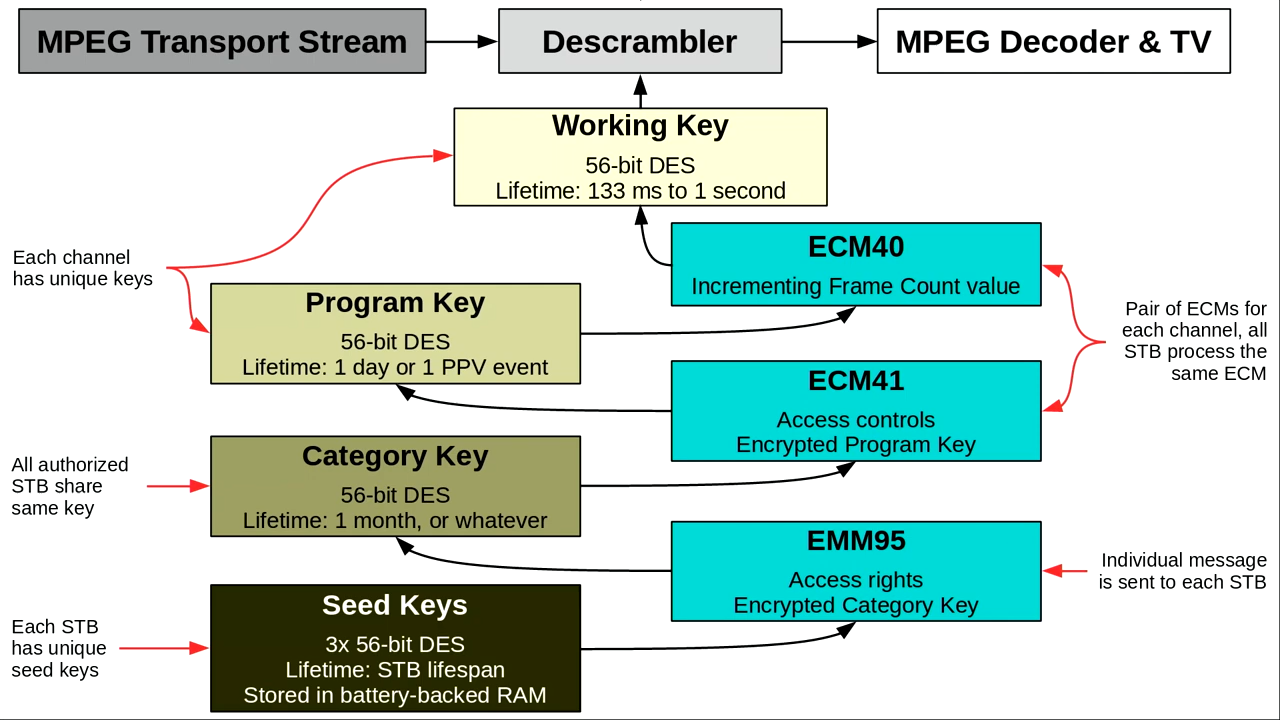 MPEG Transport Stream
Descrambler
MPEG Decoder & TV
Working Key
56-bit DES
Lifetime: 133 ms to 1 second
Each channel
has unique keys
ECM40
Incrementing Frame Count value
Program Key
56-bit DES
Lifetime: 1 day or 1 PPV event
Pair of ECMs for
each channel, all
STB process the
same ECM
ECM41
Access controls
Encrypted Program Key
All authorized
STB share
same key
Category Key
56-bit DES
Lifetime: 1 month, or whatever
EMM95
Access rights
Encrypted Category Key
Individual message
is sent to each STB
Each STB
has unique
seed keys
Seed Keys
3x 56-bit DES
Lifetime: STB lifespan
Stored in battery-backed RAM